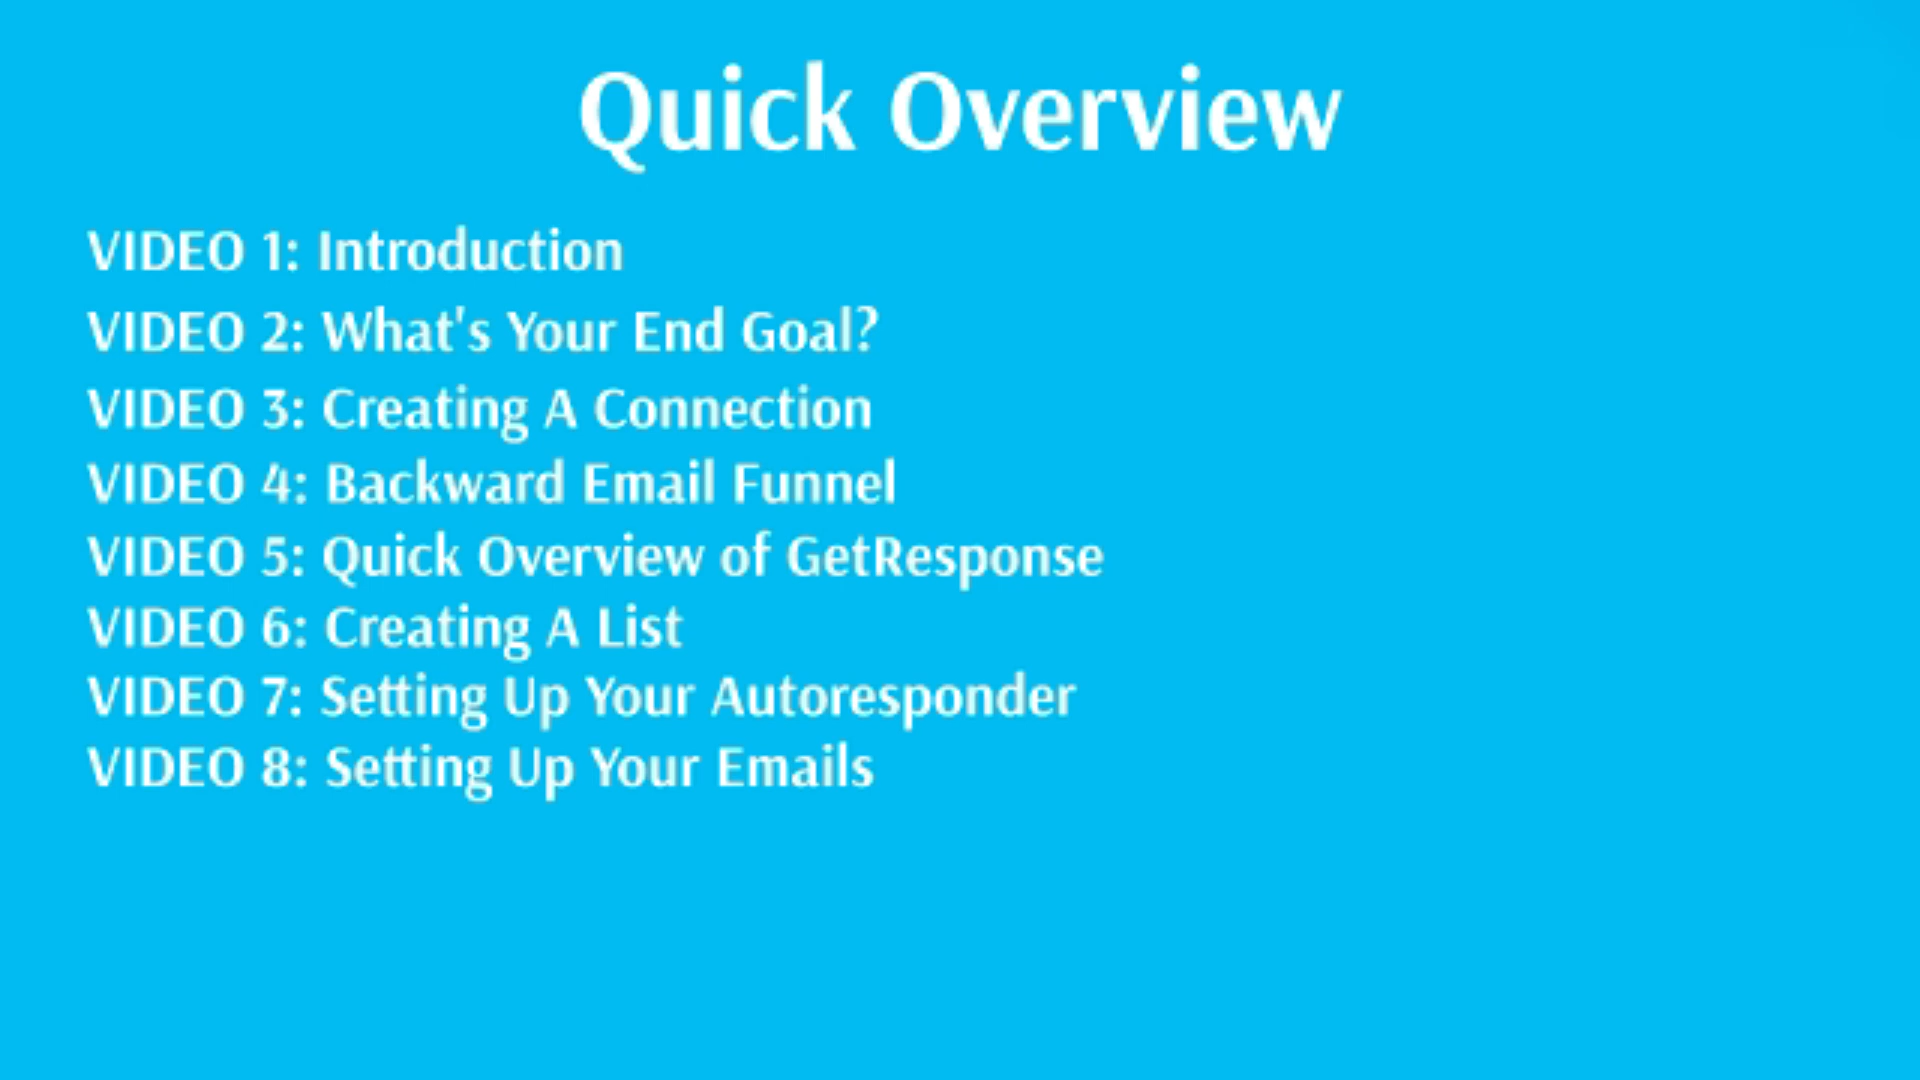 Quick Overview
VIDEO 1: Introduction
VIDEO 2: What's Your End Goal?
VIDEO 3: Creating A Connection
VIDEO 4: Backward Email Funnel
VIDEO 5: Quick Overview of GetResponse
VIDEO 6: Creating A List
VIDEO 7: Setting Up Your Autoresponder
VIDEO 8: Setting Up Your Emails